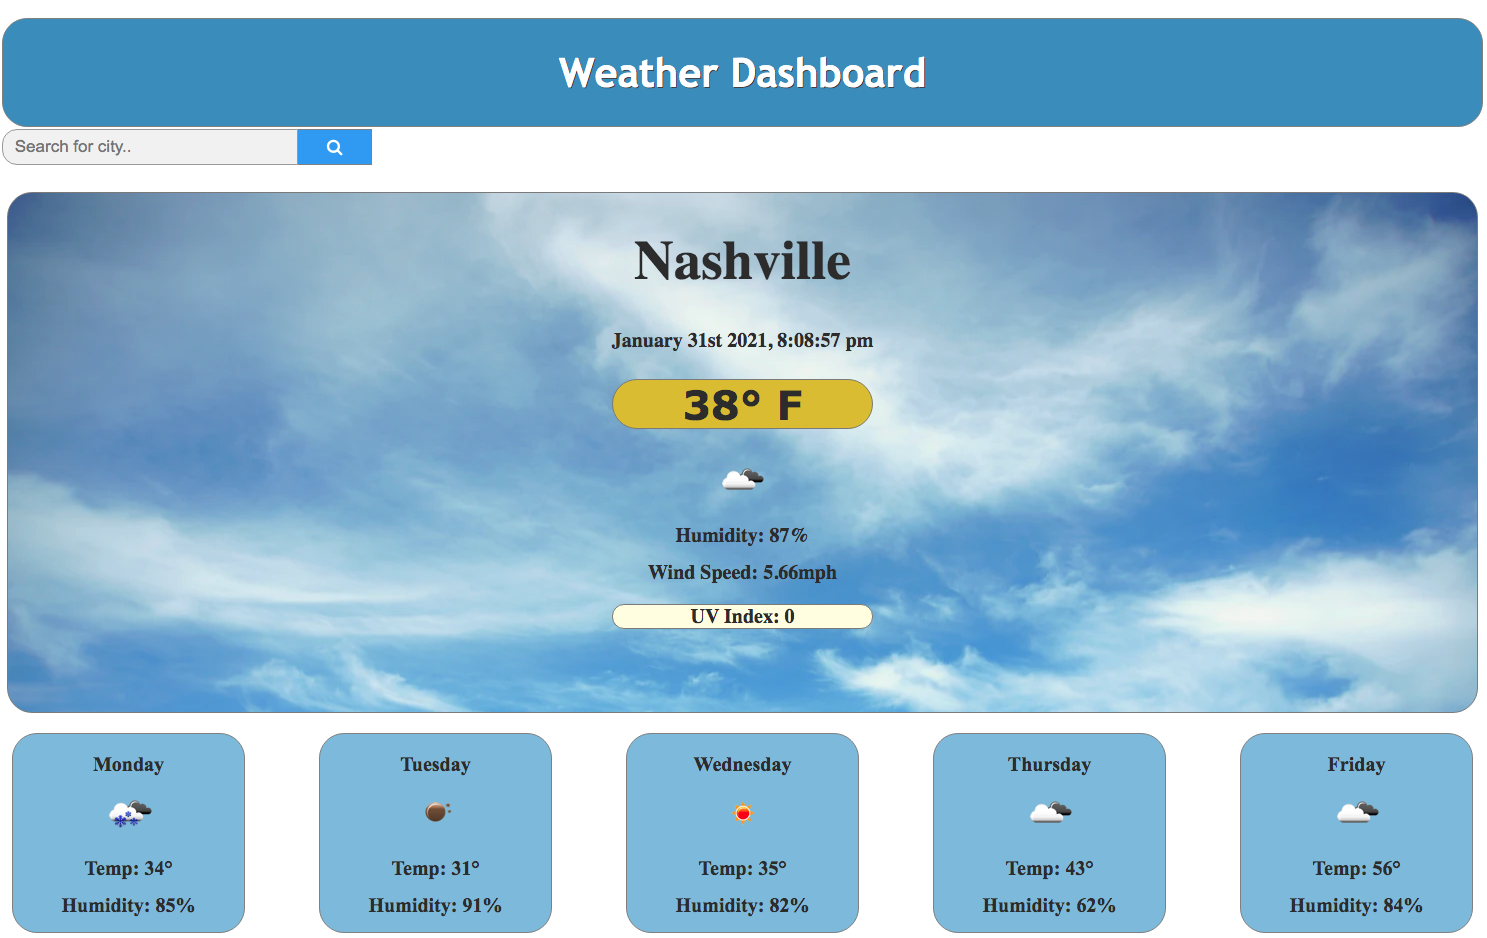 Weather Dashboard
Search for city..
Nashville
January 31st 2021, 8:08:57 pm
38° F
Humidity: 87%
Wind Speed: 5.66mph
UV Index: 0
Monday
Temp: 34°
Humidity: 85%
Tuesday
Temp: 31°
Humidity: 91%
Wednesday
Temp: 35°
Humidity: 82%
Thursday
Temp: 43°
Humidity: 62%
Friday
Temp: 56°
Humidity: 84%